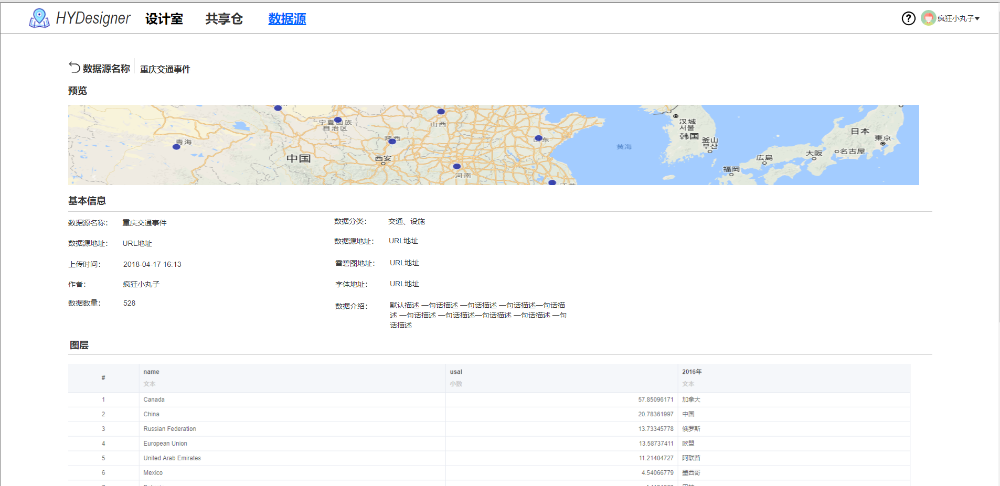 HYDesigner 设计室 共享仓 数据源 ? 疯狂小丸子
数据源名称 重庆交通事件
预览
宁夏回族
自治区
山西
青海
陕西
山东
中国
西安
河南
黄海
汉城
서울
韩国
釜山
부산
日本
東京
名古屋
大阪
広島
福岡
基本信息
数据源名称： 重庆交通事件 数据分类： 交通、设施
数据源地址： URL地址 数据源地址： URL地址
上传时间： 2018-04-17 16:13 雪碧图地址： URL地址
作者： 疯狂小丸子 字体地址： URL地址
数据数量： 528 数据介绍： 默认描述 一句话描述 一句话描述 一句话描述一句话描
述 一句话描述 一句话描述一句话描述 一句话描述 一句
话描述
图层
# name usal 2016年
文本 小数 文本
1 Canada 57.85096171 加拿大
2 China 20.78361997 中国
3 Russian Federation 13.73345778 俄罗斯
4 European Union 13.58737411 欧盟
5 United Arab Emirates 11.21404727 阿联酋
6 Mexico 4.54066779 墨西哥